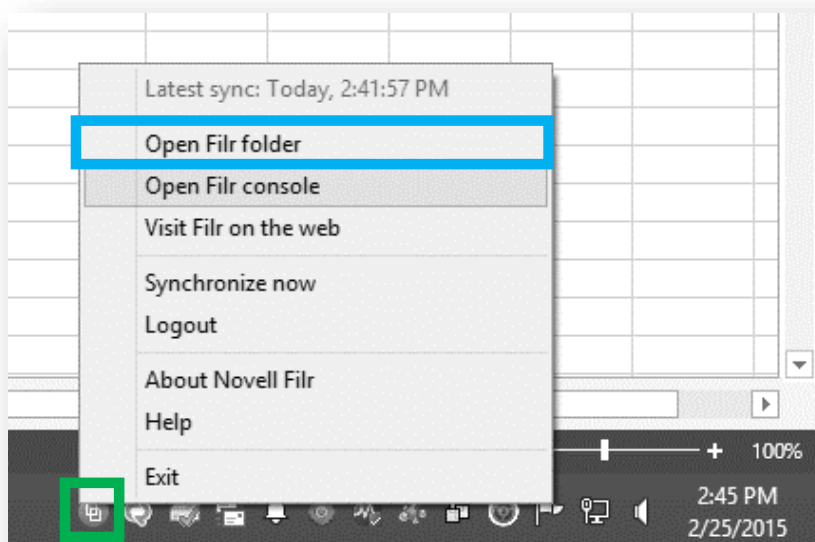 Latest sync: Today, 2:41:57 PM
Open Filr folder
Open Filr console
Visit Filr on the web
Synchronize now
Logout
About Novell Filr
Help
Exit
100%
2:45 PM
2/25/2015